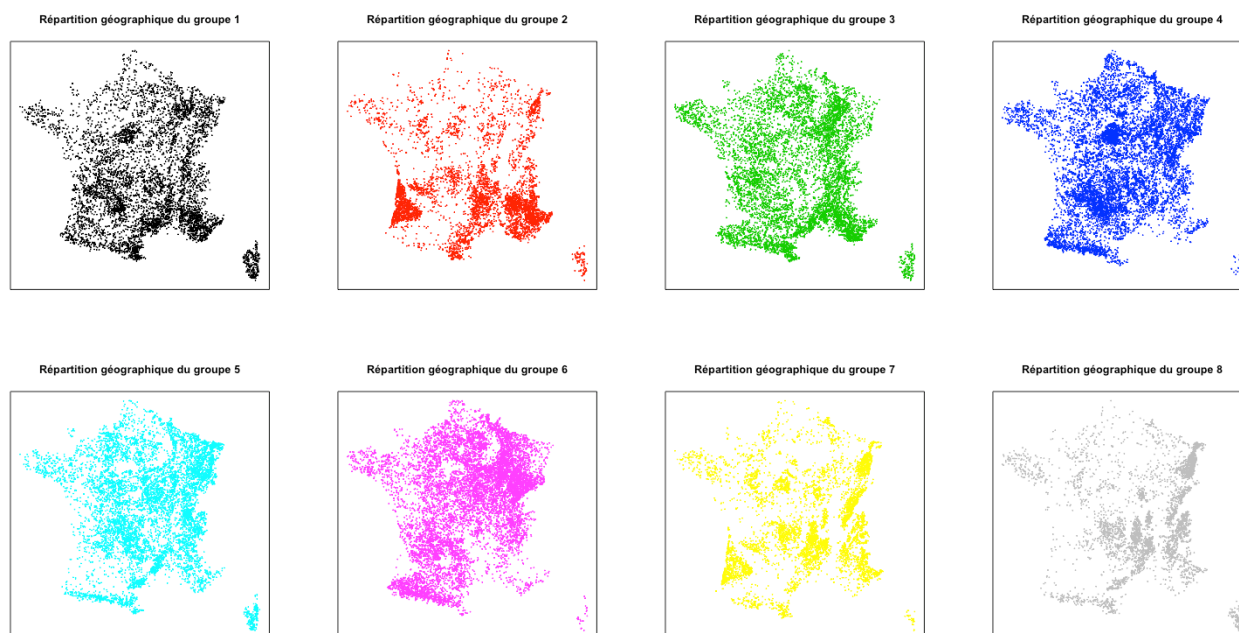 Répartition géographique du groupe 1
Répartition géographique du groupe 2
Répartition géographique du groupe 3
Répartition géographique du groupe 4
Répartition géographique du groupe 5
Répartition géographique du groupe 6
Répartition géographique du groupe 7
Répartition géographique du groupe 8